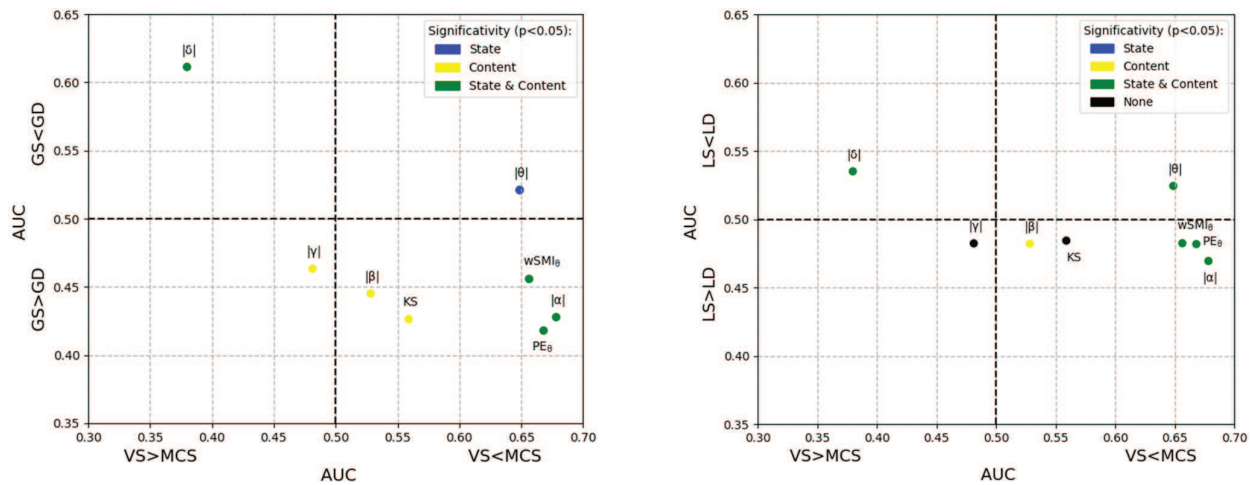 0.65
0.60
0.55
0.50
0.45
0.40
0.35
GS<GD
AUC
GS>GD
Significativity (p<0.05):
State
Content
State & Content
|δ|
|θ|
|γ|
|β|
KS
wSMIθ
|α|
PEθ
0.30 0.35 0.40 0.45 0.50 0.55 0.60 0.65 0.70
VS>MCS VS<MCS
AUC
0.65
0.60
0.55
0.50
0.45
0.40
0.35
LS<LD
AUC
LS>LD
Significativity (p<0.05):
State
Content
State & Content
None
|δ|
|θ|
|γ|
|β|
KS
wSMIθ
PEθ
|α|
0.30 0.35 0.40 0.45 0.50 0.55 0.60 0.65 0.70
VS>MCS VS<MCS
AUC